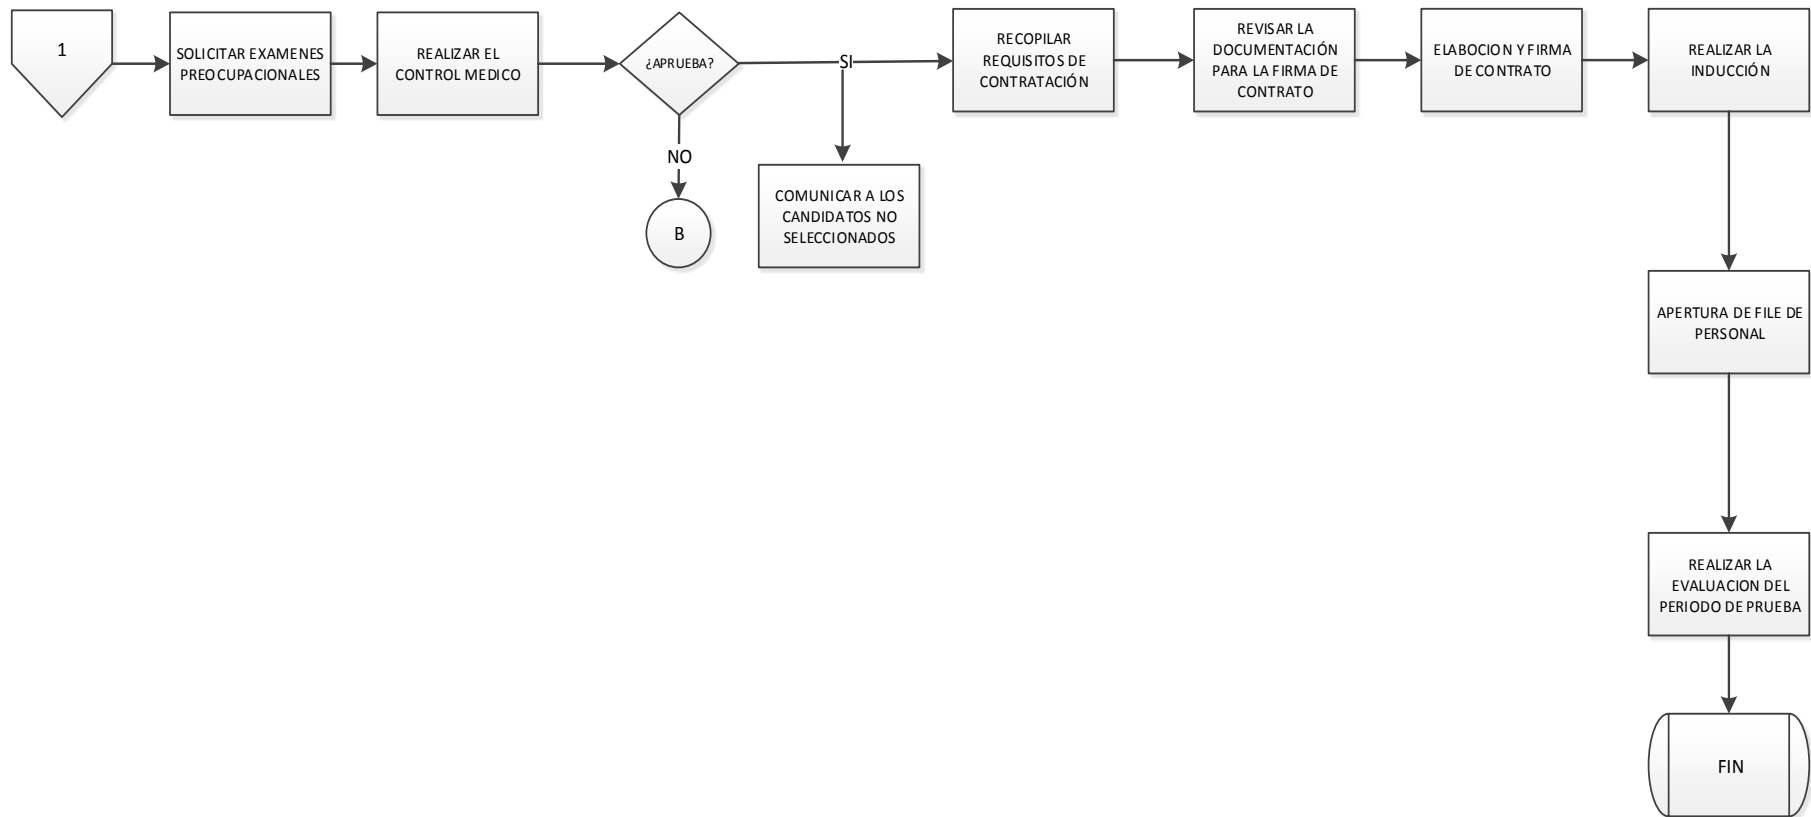 1
SOLICITAR EXAMENES
PREOCUPACIONALES
REALIZAR EL
CONTROL MEDICO
¿APRUEBA?
SI
NO
B
COMUNICAR A LOS
CANDIDATOS NO
SELECCIONADOS
RECOPILAR
REQUISITOS DE
CONTRATACIÓN
REVISAR LA
DOCUMENTACIÓN
PARA LA FIRMA DE
CONTRATO
ELABOCION Y FIRMA
DE CONTRATO
REALIZAR LA
INDUCCIÓN
APERTURA DE FILE DE
PERSONAL
REALIZAR LA
EVALUACION DEL
PERIODO DE PRUEBA
FIN